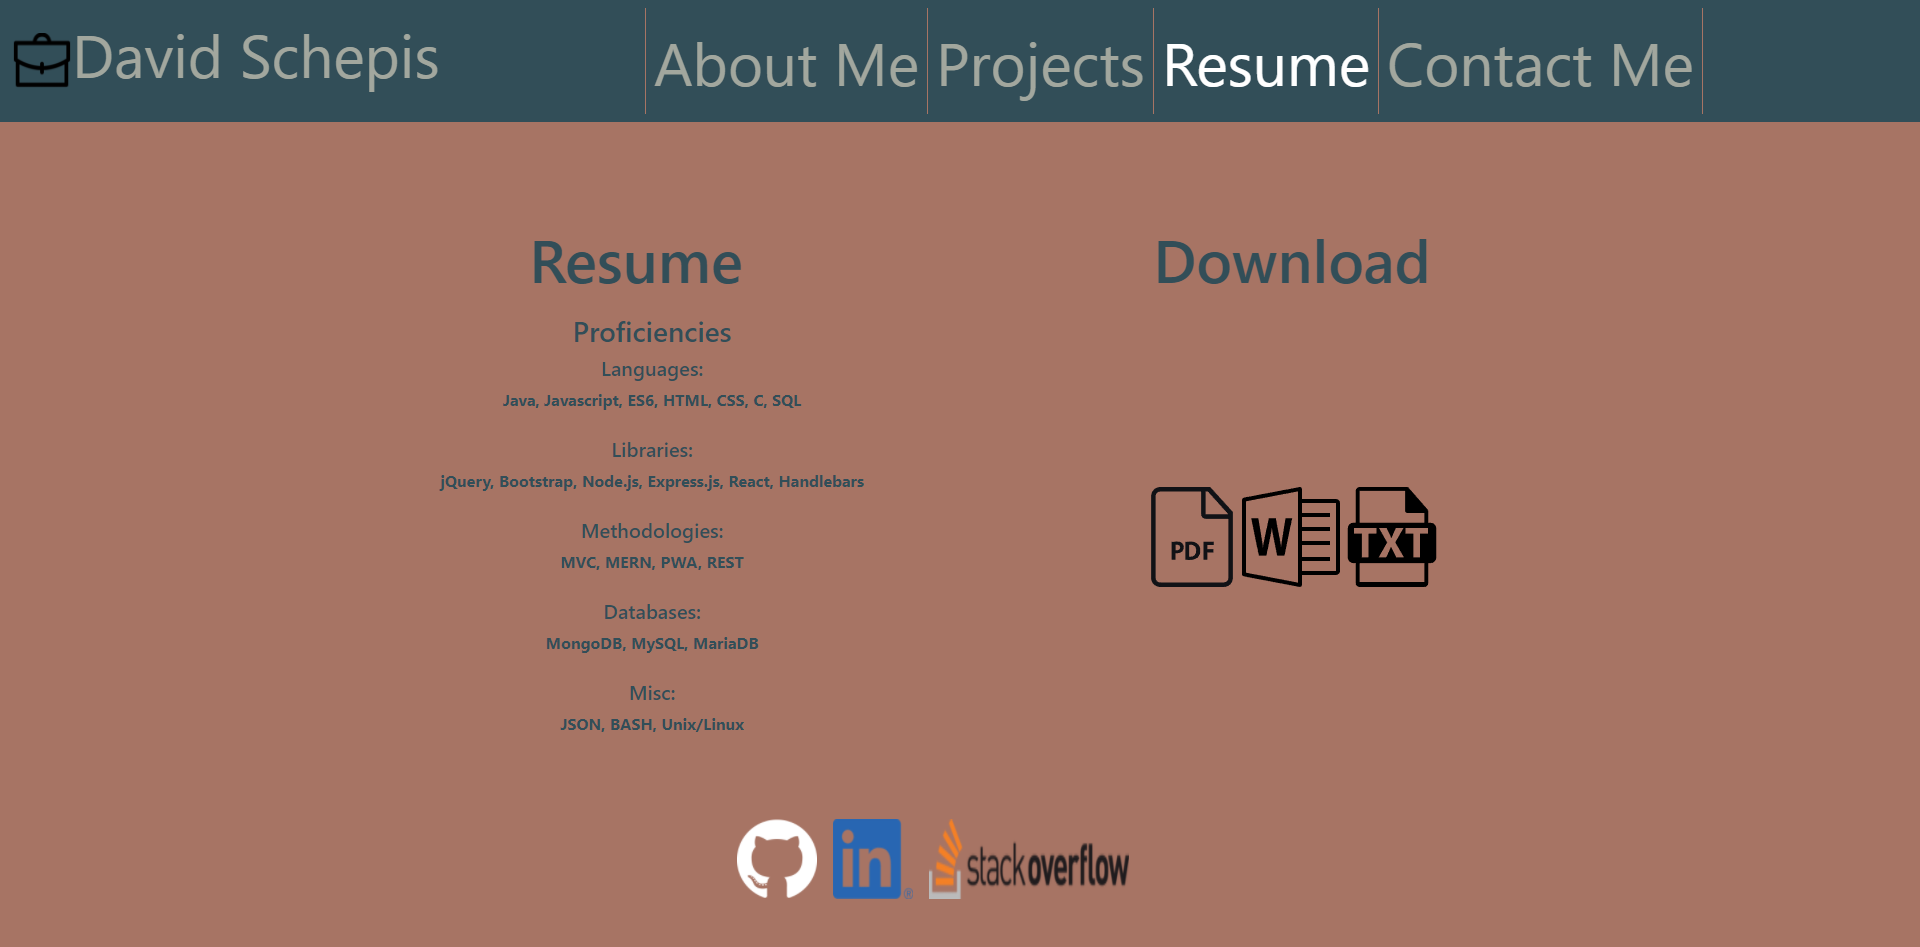 David Schepis
About Me
Projects
Resume
Contact Me
Resume
Download
Proficiencies
Languages:
Java, Javascript, ES6, HTML, CSS, C, SQL
Libraries:
jQuery, Bootstrap, Node.js, Express.js, React, Handlebars
Methodologies:
MVC, MERN, PWA, REST
Databases:
MongoDB, MySQL, MariaDB
Misc:
JSON, BASH, Unix/Linux
PDF
W
TXT
in ®
stackoverflow